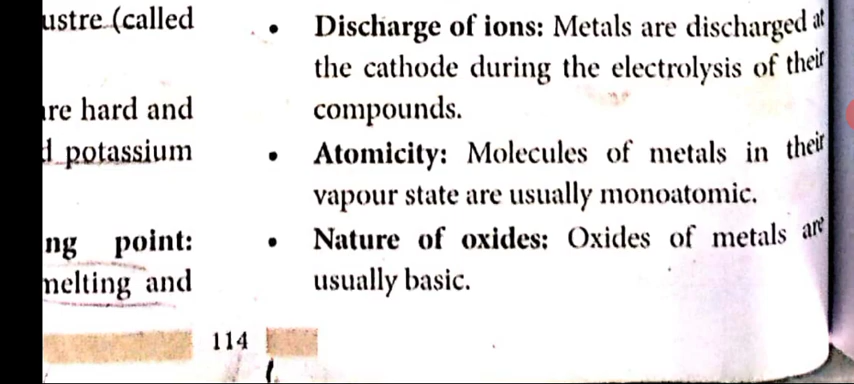 ustre (called
re hard and
potassium
ng point:
melting and
• Discharge of ions: Metals are discharged at
the cathode during the electrolysis of their
compounds.
• Atomicity: Molecules of metals in their
vapour state are usually monoatomic.
• Nature of oxides: Oxides of metals are
usually basic.
114